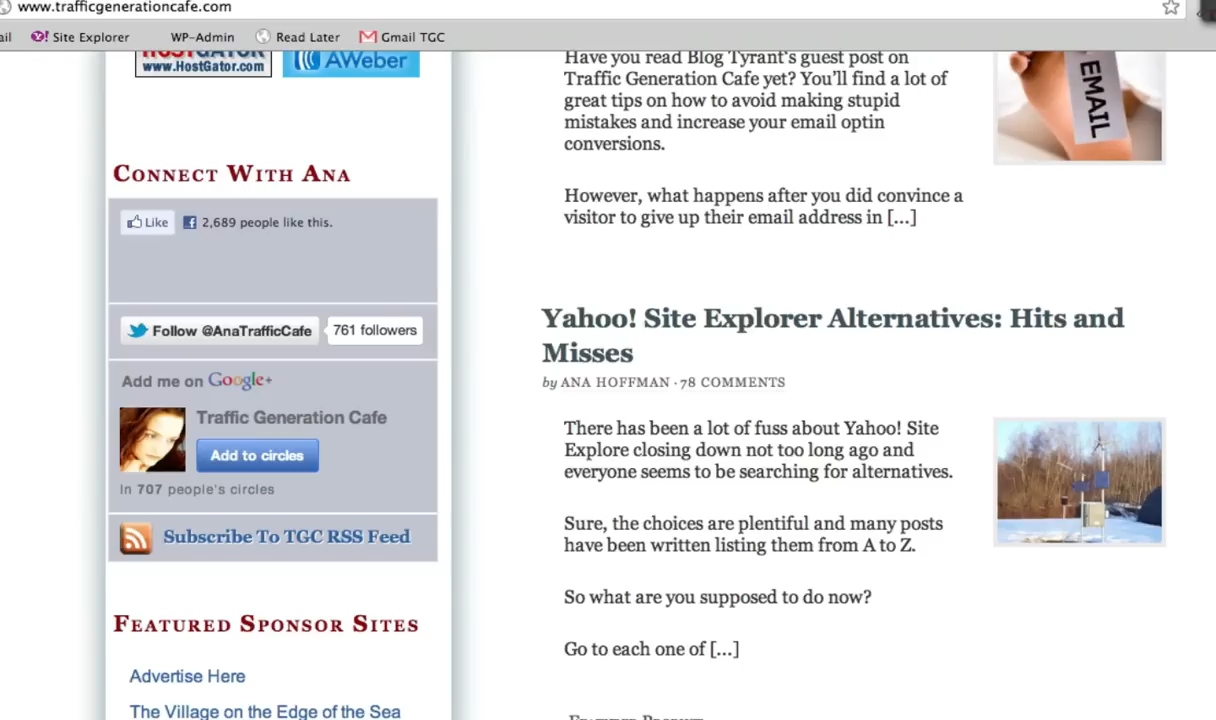 www.trafficgenerationcafe.com
ail Site Explorer WP-Admin Read Later Gmail TGC
HOSTGATOR
www.HostGator.com
AWeber
CONNECT WITH ANA
Like 2,689 people like this.
Follow @AnaTrafficCafe 761 followers
Add me on Google+
Traffic Generation Cafe
Add to circles
In 707 people's circles
Subscribe To TGC RSS Feed
FEATURED SPONSOR SITES
Advertise Here
The Village on the Edge of the Sea
Have you read Blog Tyrant's guest post on
Traffic Generation Cafe yet? You'll find a lot of
great tips on how to avoid making stupid
mistakes and increase your email optin
conversions.
However, what happens after you did convince a
visitor to give up their email address in [...]
EMAIL
Yahoo! Site Explorer Alternatives: Hits and
Misses
by ANA HOFFMAN · 78 COMMENTS
There has been a lot of fuss about Yahoo! Site
Explore closing down not too long ago and
everyone seems to be searching for alternatives.
Sure, the choices are plentiful and many posts
have been written listing them from A to Z.
So what are you supposed to do now?
Go to each one of [...]